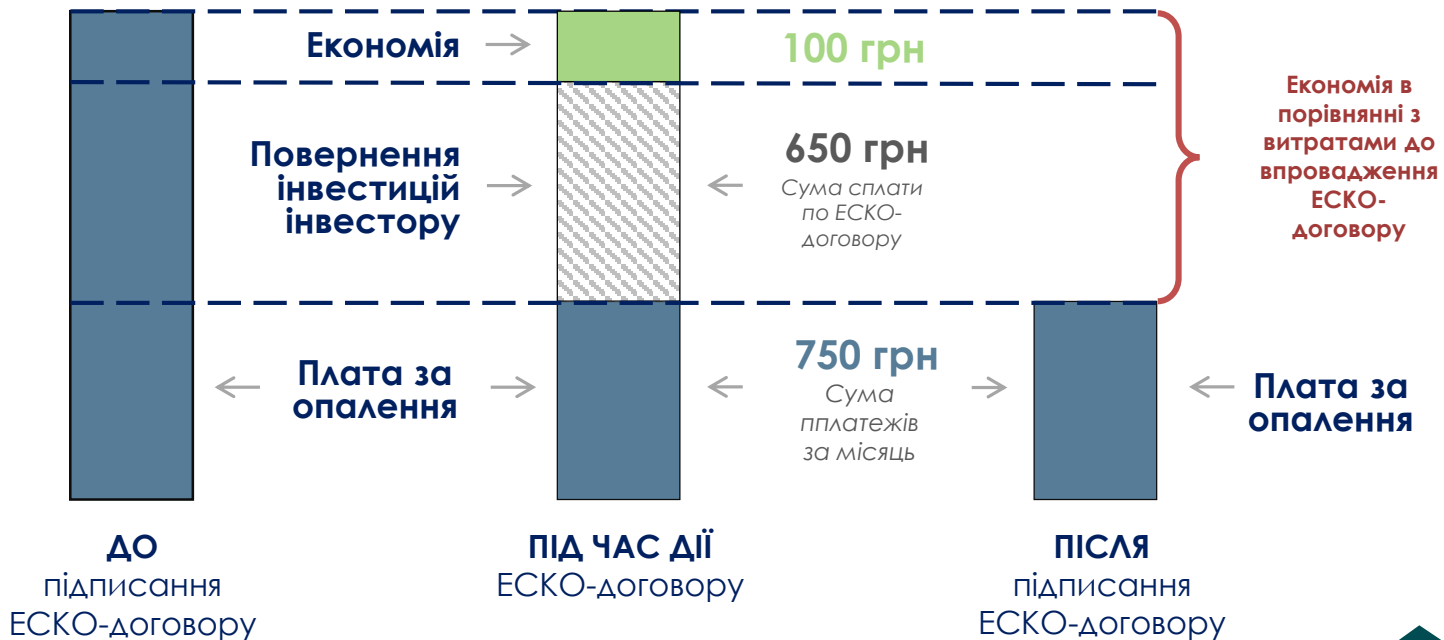 Економія
100 грн
Економія в
порівнянні з
витратами до
впровадження
ЕСКО-
договору
Повернення
інвестицій
інвестору
650 грн
Сума сплати
по ЕСКО-
договору
Плата за
опалення
750 грн
Сума
пплатежів
за місяць
Плата за
опалення
ДО
підписання
ЕСКО-договору
ПІД ЧАС ДІЇ
ЕСКО-договору
ПІСЛЯ
підписання
ЕСКО-договору